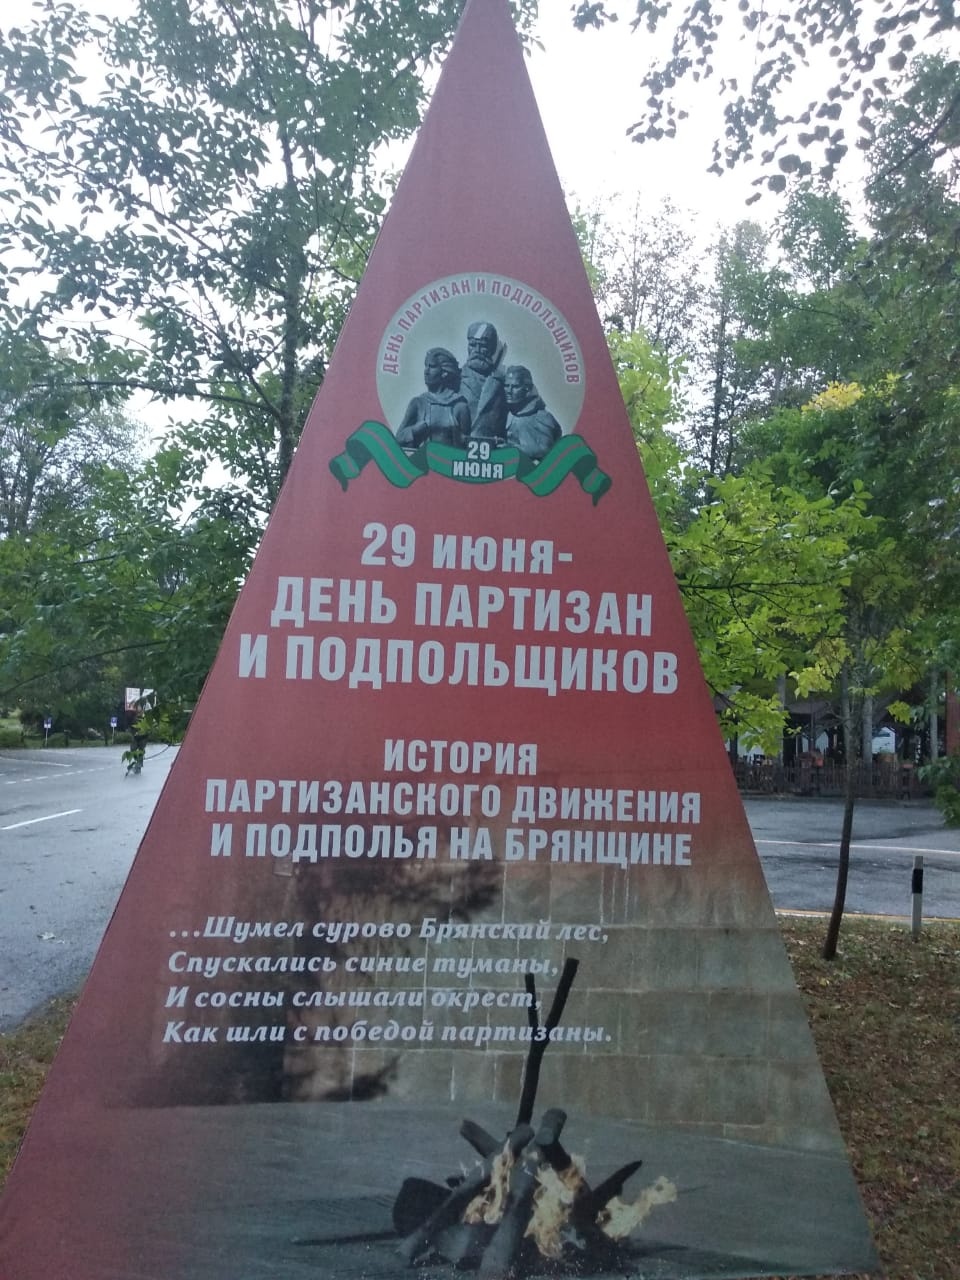 ДЕНЬ ПАРТИЗАН И ПОДПОЛЬЩИКОВ
29
ИЮНЯ
29 ИЮНЯ-
ДЕНЬ ПАРТИЗАН
И ПОДПОЛЬЩИКОВ
ИСТОРИЯ
ПАРТИЗАНСКОГО ДВИЖЕНИЯ
И ПОДПОЛЬЯ НА БРЯНЩИНЕ
...Шумел сурово Брянский лес,
Спускались синие туманы,
И сосны слышали окрест,
Как шли с победой партизаны.